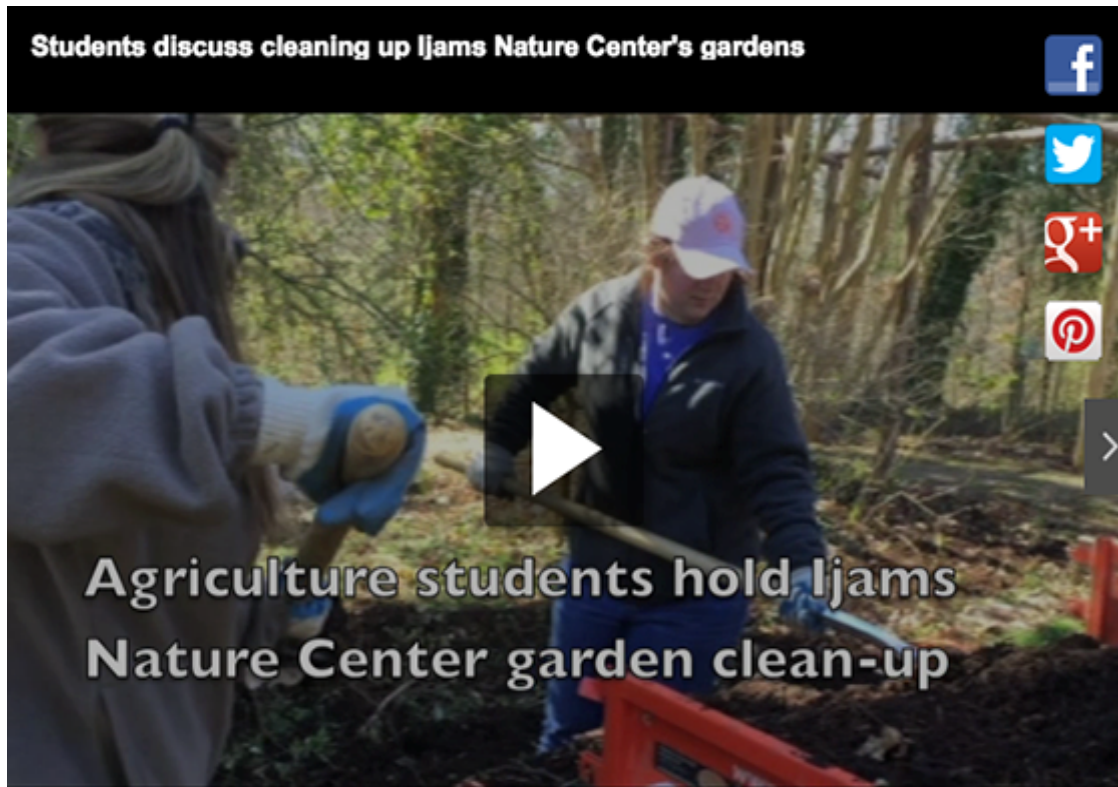 Students discuss cleaning up Ijams Nature Center's gardens
f
g+
Agriculture students hold Ijams
Nature Center garden clean-up